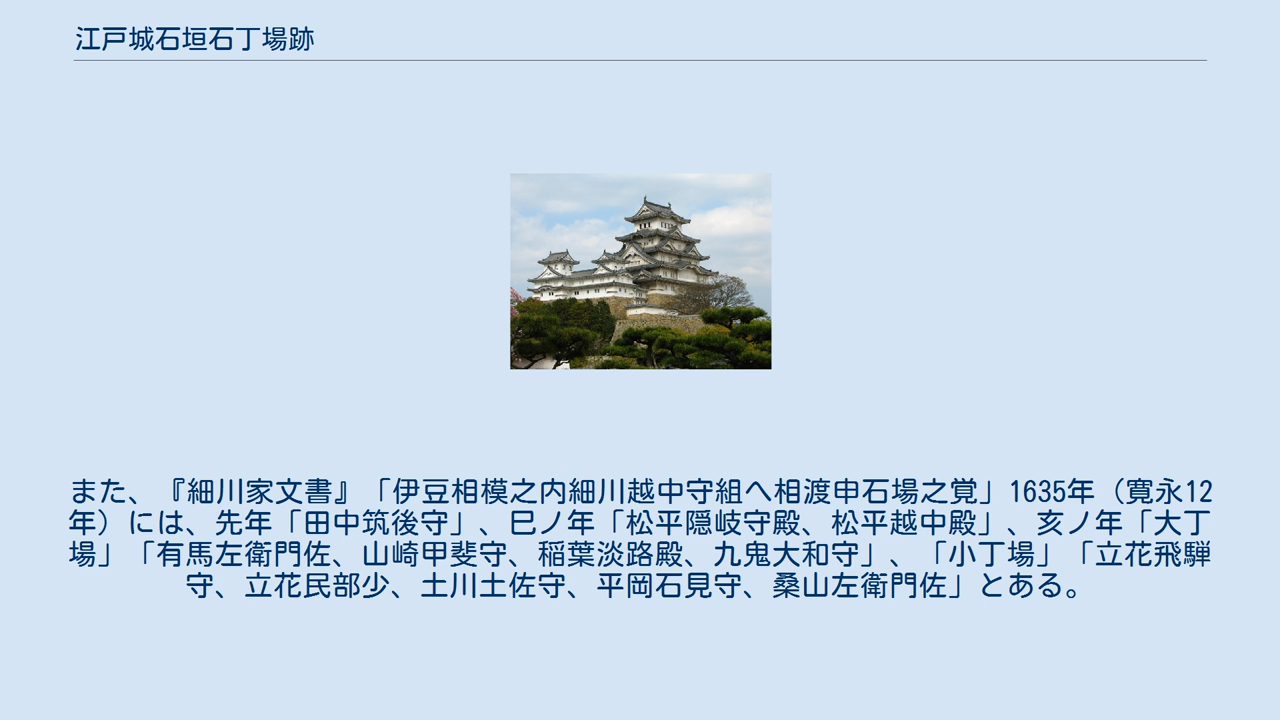 江戸城石垣石丁場跡
また、『細川家文書』「伊豆相模之内細川越中守組へ相渡申石場之覚」1635年（寛永12
年）には、先年「田中筑後守」、巳ノ年「松平隠岐守殿、松平越中殿」、亥ノ年「大丁
場」「有馬左衛門佐、山崎甲斐守、稲葉淡路殿、九鬼大和守」、「小丁場」「立花飛騨
守、立花民部少、土川土佐守、平岡石見守、桑山左衛門佐」とある。